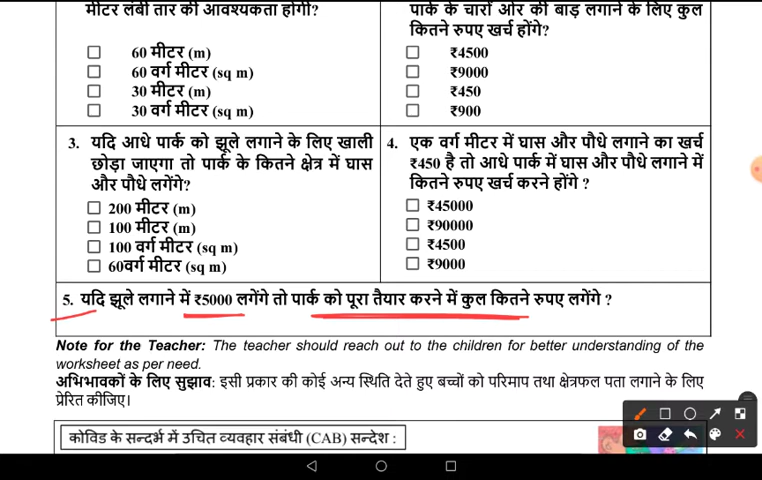 मीटर लंबी तार की आवश्यकता होगी?
60 मीटर (m)
60 वर्ग मीटर (sq m)
30 मीटर (m)
30 वर्ग मीटर (sq m)
पार्क के चारों ओर की बाड़ लगाने के लिए कुल
कितने रुपए खर्च होंगे?
₹4500
₹9000
₹450
₹900
3. यदि आधे पार्क को झूले लगाने के लिए खाली
छोड़ा जाएगा तो पार्क के कितने क्षेत्र में घास
और पौधे लगेंगे?
200 मीटर (m)
100 मीटर (m)
100 वर्ग मीटर (sq m)
60वर्ग मीटर (sq m)
4. एक वर्ग मीटर में घास और पौधे लगाने का खर्च
₹450 है तो आधे पार्क में घास और पौधे लगाने में
कितने रुपए खर्च करने होंगे ?
₹45000
₹90000
₹4500
₹9000
5. यदि झूले लगाने में ₹5000 लगेंगे तो पार्क को पूरा तैयार करने में कुल कितने रुपए लगेंगे ?
Note for the Teacher: The teacher should reach out to the children for better understanding of the
worksheet as per need.
अभिभावकों के लिए सुझाव: इसी प्रकार की कोई अन्य स्थिति देते हुए बच्चों को परिमाप तथा क्षेत्रफल पता लगाने के लिए
प्रेरित कीजिए।
कोविड के सन्दर्भ में उचित व्यवहार संबंधी (CAB) सन्देश :